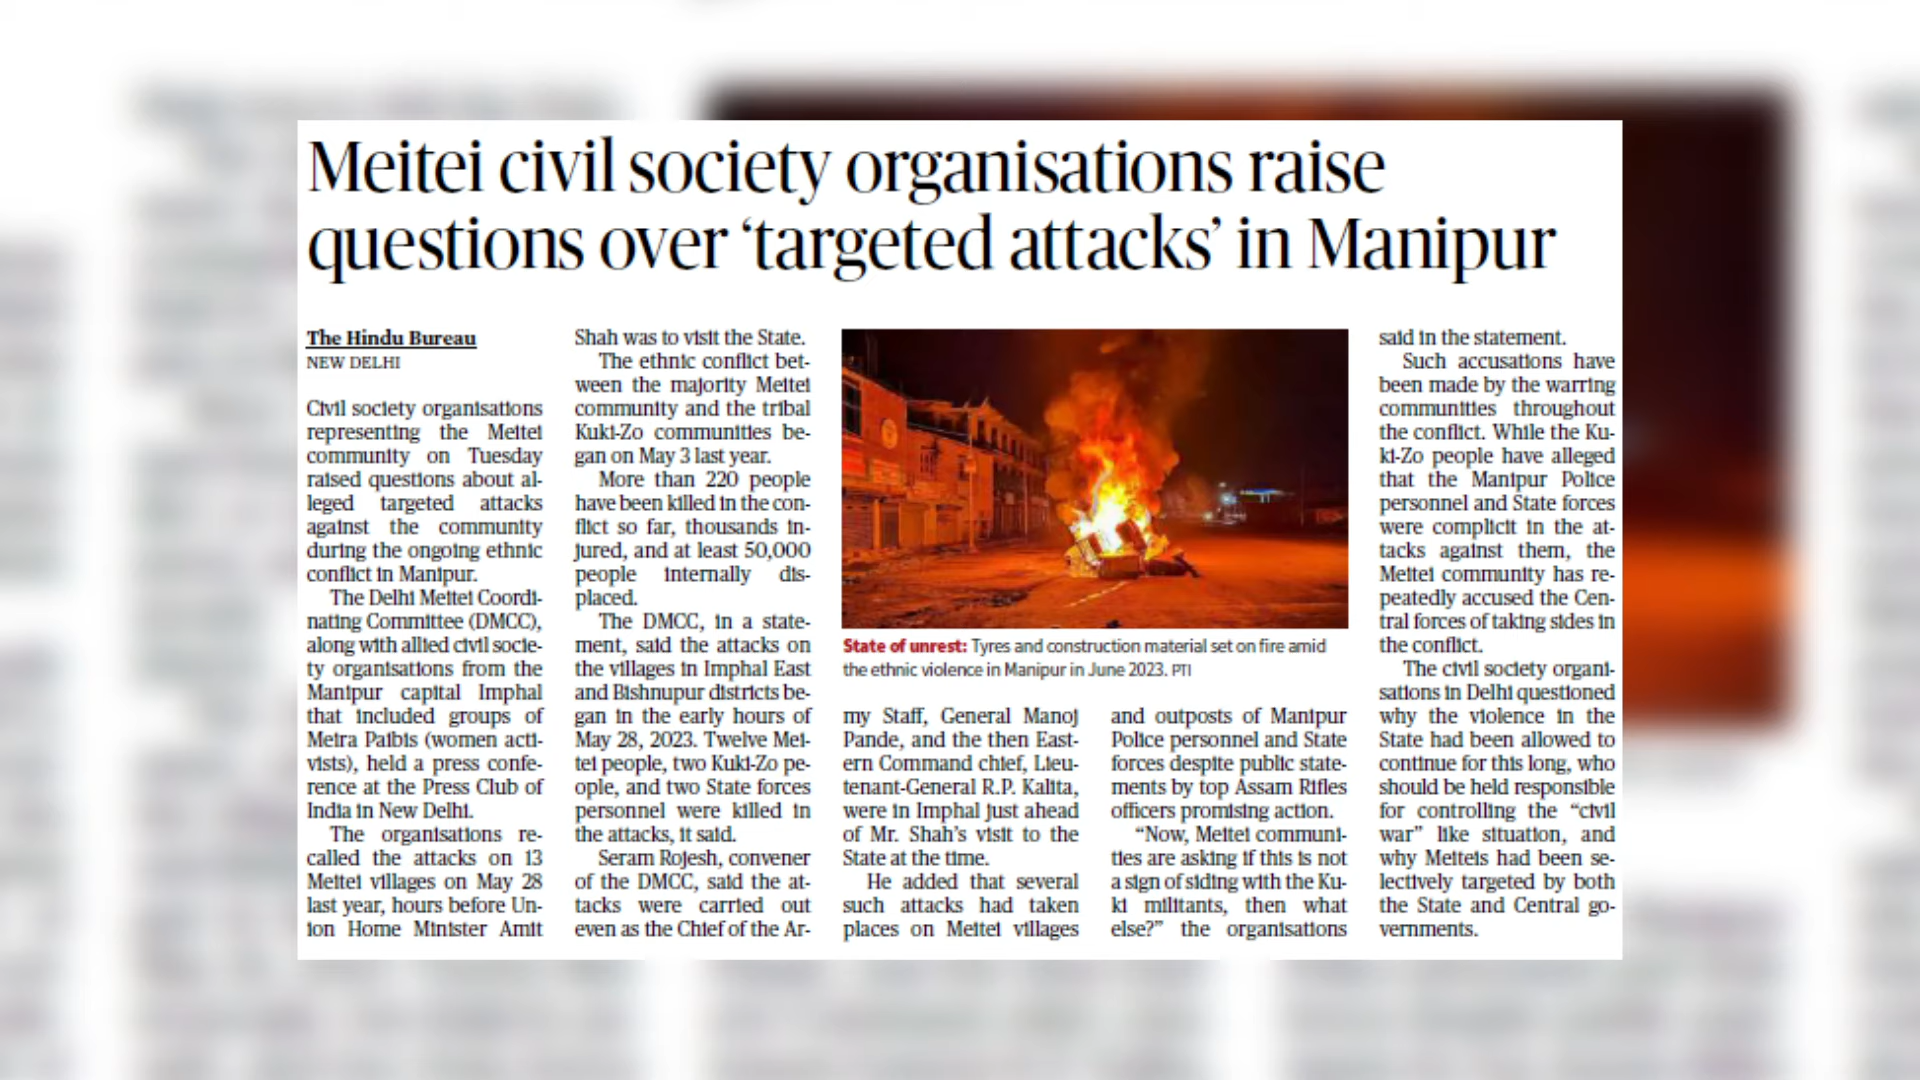 Meitei civil society organisations raise
questions over ‘targeted attacks’ in Manipur
The Hindu Bureau
NEW DELHI
Civil society organisations
representing the Meitei
community on Tuesday
raised questions about al-
leged targeted attacks
against the community
during the ongoing ethnic
conflict in Manipur.
The Delhi Meitei Coordi-
nating Committee (DMCC),
along with allied civil socie-
ty organisations from the
Manipur capital Imphal
that included groups of
Meira Paibis (women acti-
vists), held a press confe-
rence at the Press Club of
India in New Delhi.
The organisations re-
called the attacks on 13
Meitei villages on May 28
last year, hours before Un-
ion Home Minister Amit
Shah was to visit the State.
The ethnic conflict bet-
ween the majority Meitei
community and the tribal
Kuki-Zo communities be-
gan on May 3 last year.
More than 220 people
have been killed in the con-
flict so far, thousands in-
jured, and at least 50,000
people internally dis-
placed.
The DMCC, in a state-
ment, said the attacks on
the villages in Imphal East
and Bishnupur districts be-
gan in the early hours of
May 28, 2023. Twelve Mei-
tei people, two Kuki-Zo pe-
ople, and two State forces
personnel were killed in
the attacks, it said.
Seram Rojesh, convener
of the DMCC, said the at-
tacks were carried out
even as the Chief of the Ar-
State of unrest: Tyres and construction material set on fire amid
the ethnic violence in Manipur in June 2023. PTI
my Staff, General Manoj
Pande, and the then East-
ern Command chief, Lieu-
tenant-General R.P. Kalita,
were in Imphal just ahead
of Mr. Shah’s visit to the
State at the time.
He added that several
such attacks had taken
places on Meitei villages
and outposts of Manipur
Police personnel and State
forces despite public state-
ments by top Assam Rifles
officers promising action.
“Now, Meitei communi-
ties are asking if this is not
a sign of siding with the Ku-
ki militants, then what
else?” the organisations
said in the statement.
Such accusations have
been made by the warring
communities throughout
the conflict. While the Ku-
ki-Zo people have alleged
that the Manipur Police
personnel and State forces
were complicit in the at-
tacks against them, the
Meitei community has re-
peatedly accused the Cen-
tral forces of taking sides in
the conflict.
The civil society organi-
sations in Delhi questioned
why the violence in the
State had been allowed to
continue for this long, who
should be held responsible
for controlling the “civil
war” like situation, and
why Meiteis had been se-
lectively targeted by both
the State and Central go-
vernments.